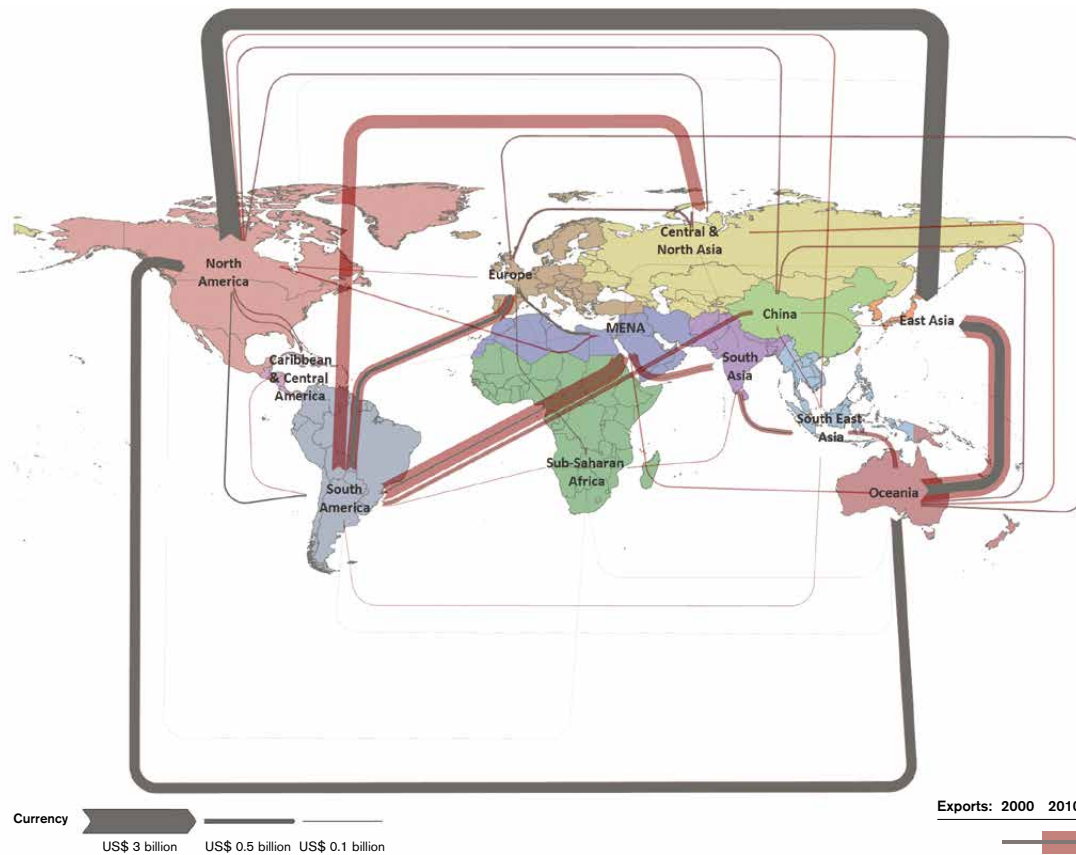 Central &
North Asia
North
America
Europe
China
East Asia
MENA
South
Asia
Caribbean
& Central
America
South East
Asia
Sub-Saharan
Africa
South
America
Oceania
Currency
US$ 3 billion US$ 0.5 billion US$ 0.1 billion
Exports: 2000 2010